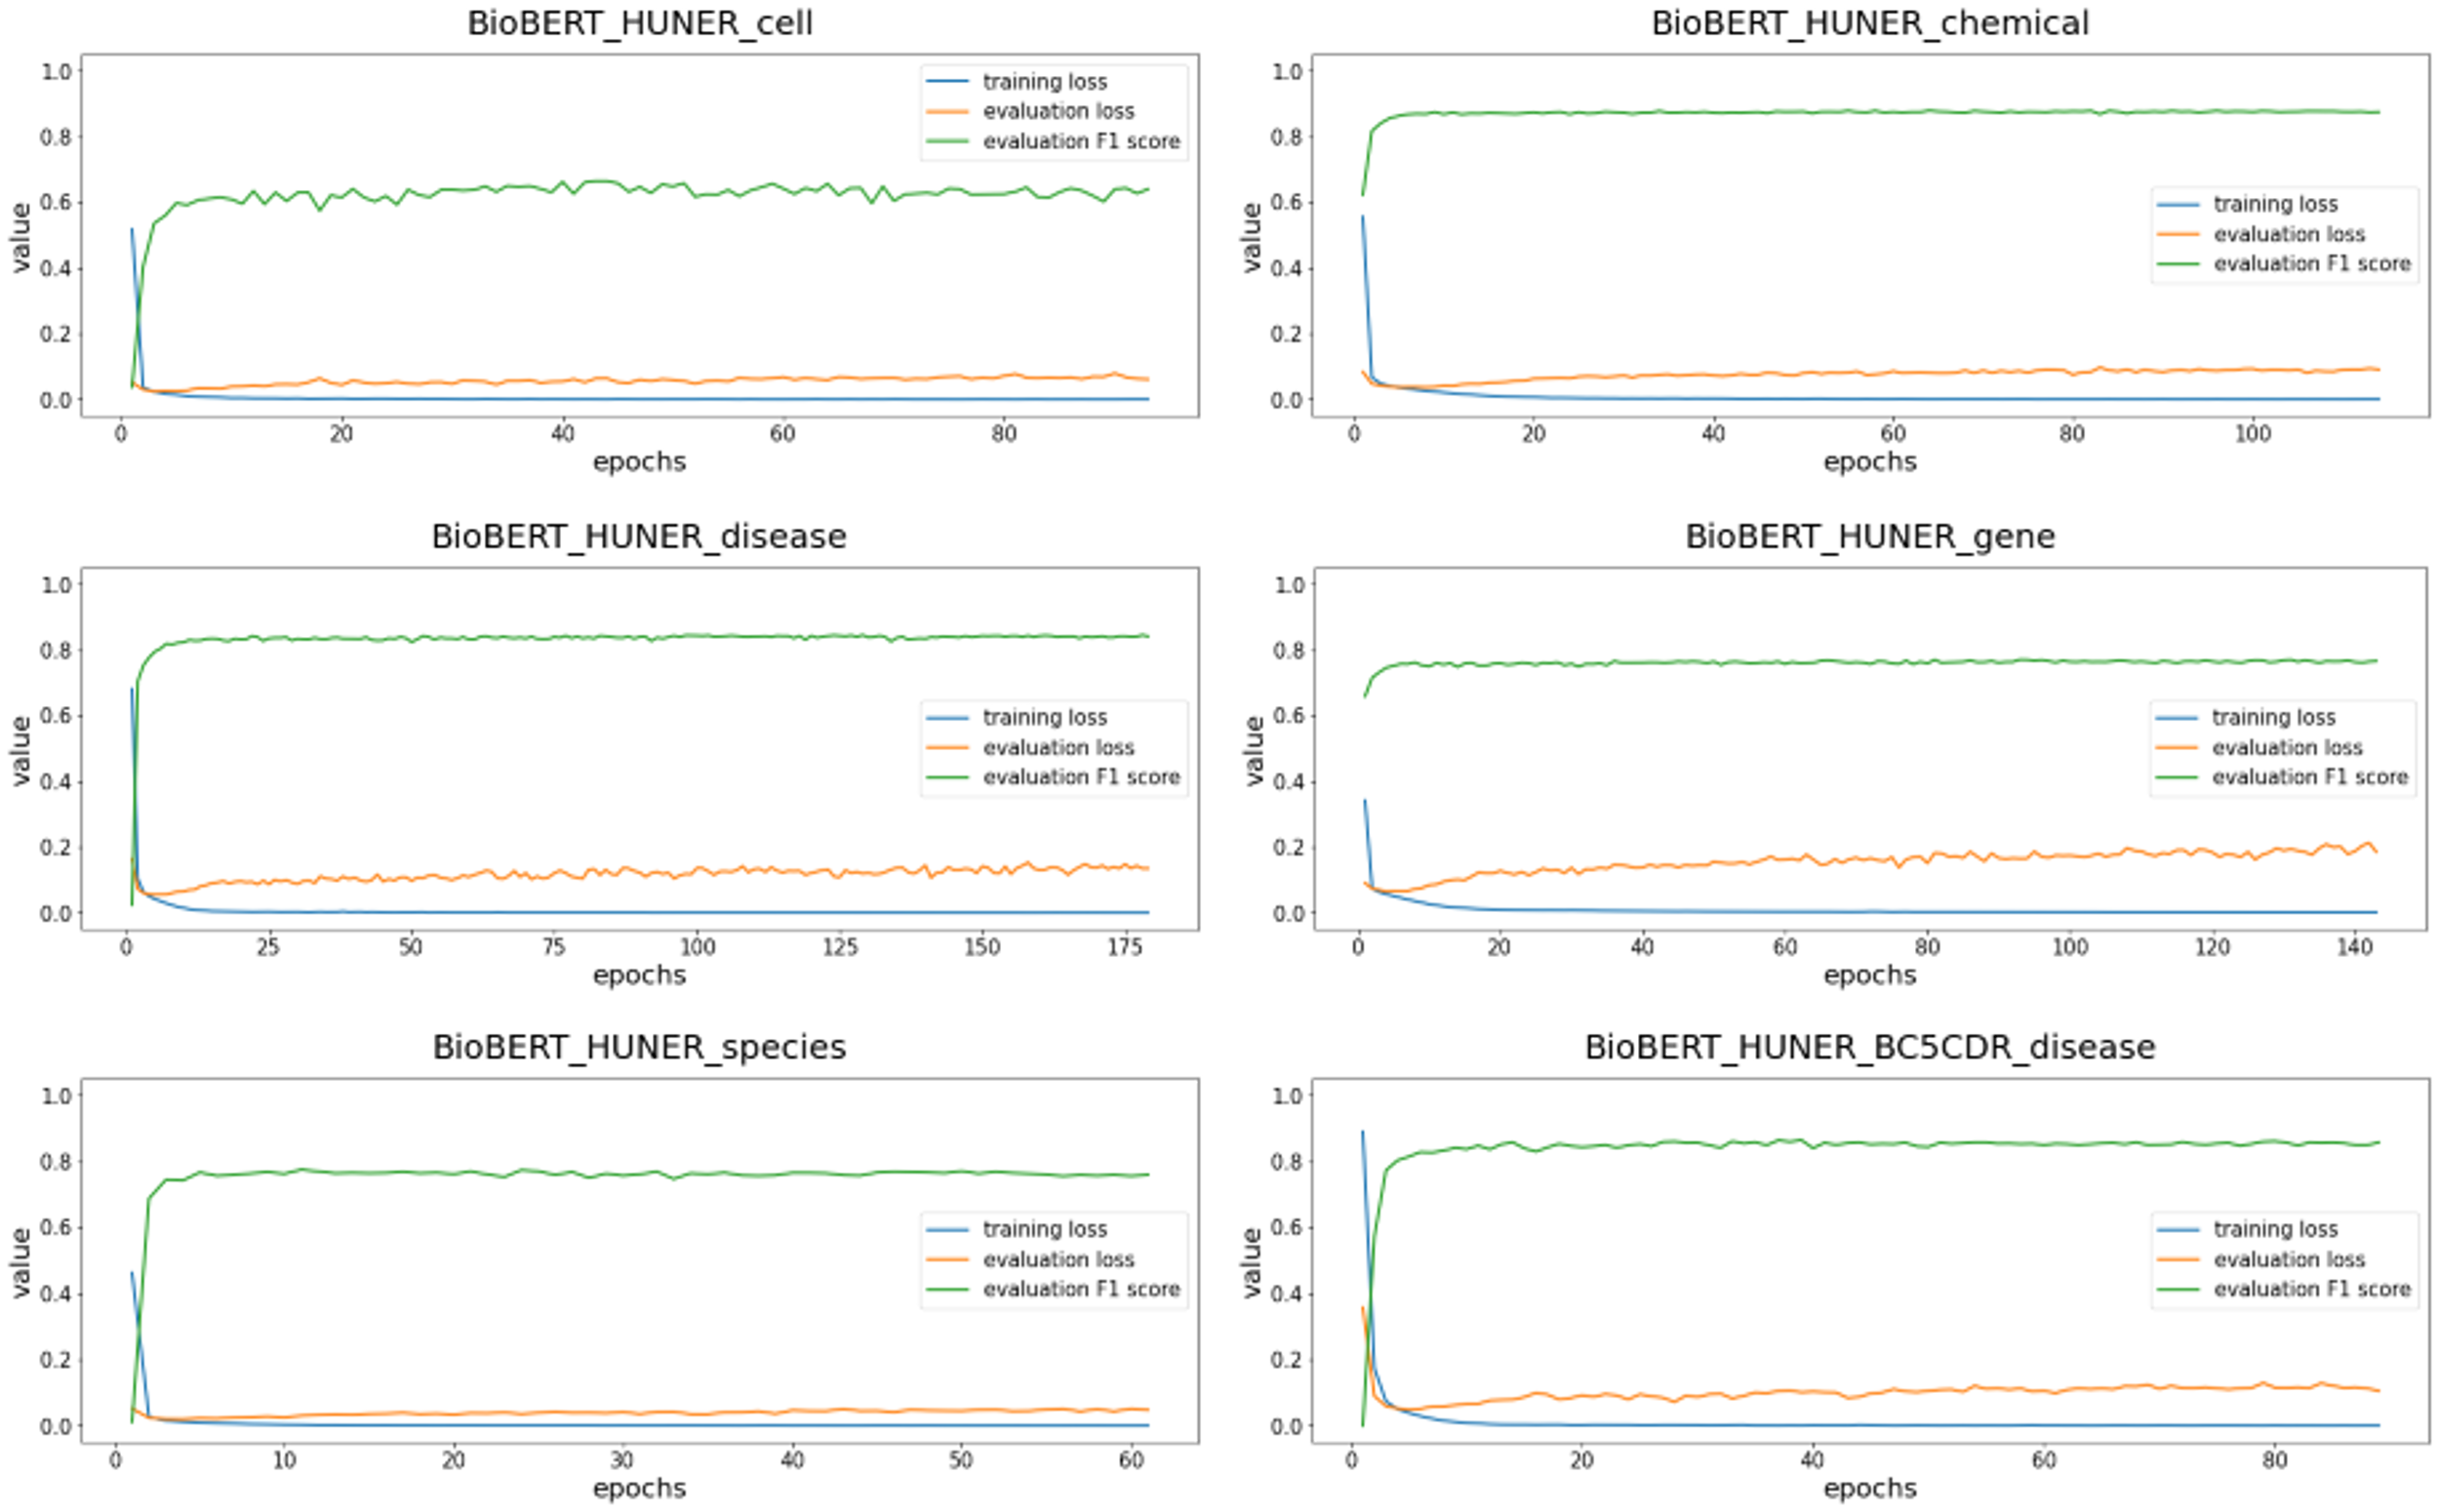 BioBERT_HUNER_cell
1.0
0.8
0.6
0.4
0.2
0.0
value
training loss
evaluation loss
evaluation F1 score
0 20 40 60 80
epochs
BioBERT_HUNER_chemical
1.0
0.8
0.6
0.4
0.2
0.0
value
training loss
evaluation loss
evaluation F1 score
0 20 40 60 80 100
epochs
BioBERT_HUNER_disease
1.0
0.8
0.6
0.4
0.2
0.0
value
training loss
evaluation loss
evaluation F1 score
0 25 50 75 100 125 150 175
epochs
BioBERT_HUNER_gene
1.0
0.8
0.6
0.4
0.2
0.0
value
training loss
evaluation loss
evaluation F1 score
0 20 40 60 80 100 120 140
epochs
BioBERT_HUNER_species
1.0
0.8
0.6
0.4
0.2
0.0
value
training loss
evaluation loss
evaluation F1 score
0 10 20 30 40 50 60
epochs
BioBERT_HUNER_BC5CDR_disease
1.0
0.8
0.6
0.4
0.2
0.0
value
training loss
evaluation loss
evaluation F1 score
0 20 40 60 80
epochs